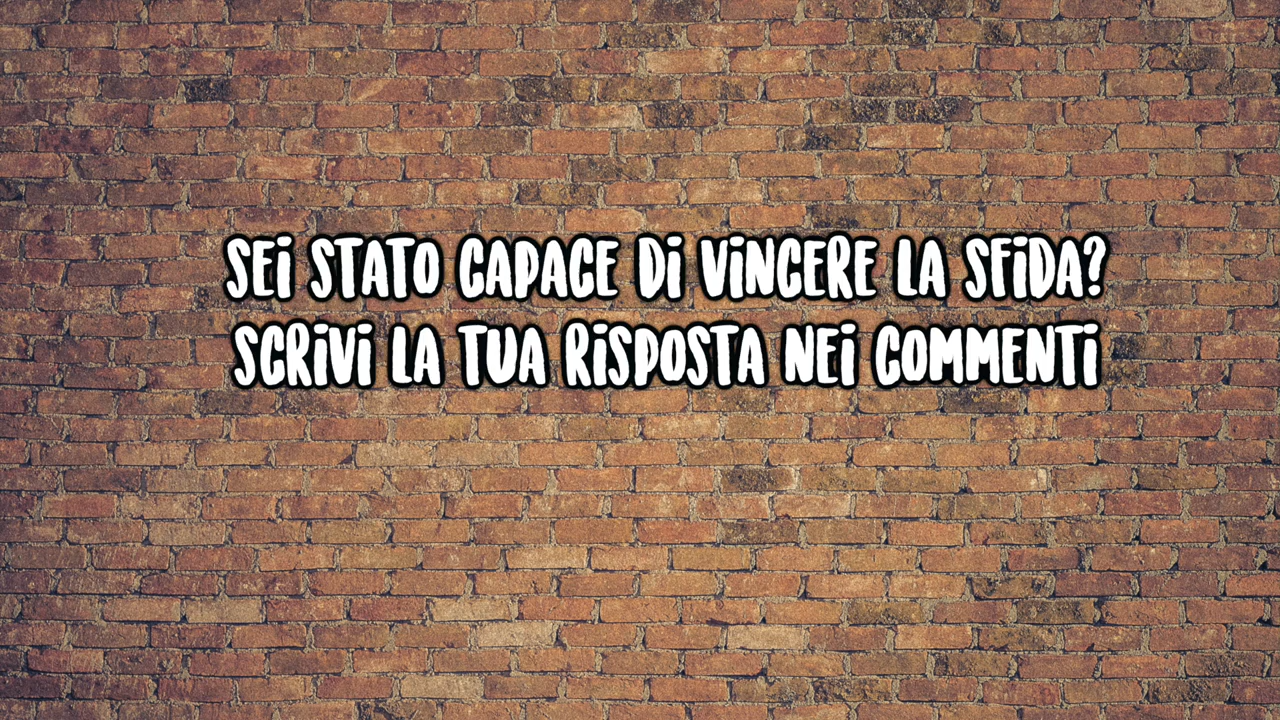 SEI STATO CAPACE DI VINCERE LA SFIDA?
SCRIVI LA TUA RISPOSTA NEI COMMENTI